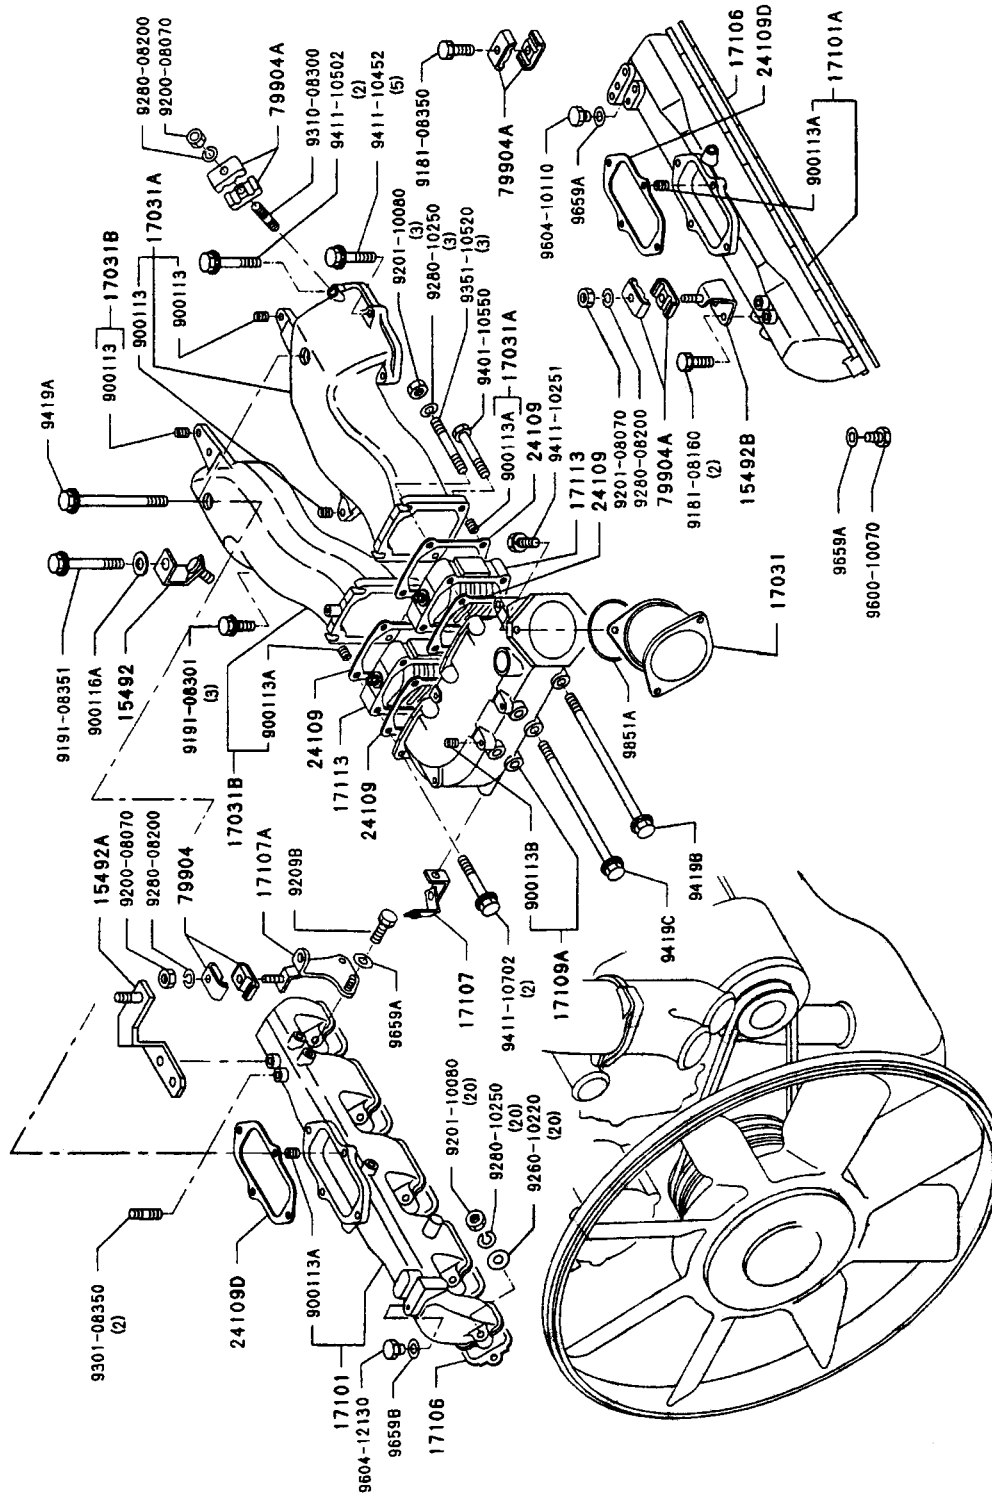 9280-08200
9200-08070
79904A
9310-08300
9411-10502
(2)
9411-10452
(5)
9181-08350
79904A
9604-10110
9659A
17106
24109D
17101A
900113A
17031A
17031B
900113
900113
900113
9419A
9201-10080
(3)
9280-10250
(3)
9351-10520
(3)
9401-10550
17031A
900113A
24109
9411-10251
17113
24109
9201-08070
9280-08200
79904A
9181-08160
(2)
15492B
9659A
9600-10070
9191-08351
900116A
15492
9191-08301
(3)
900113A
17031B
24109
17113
24109
17031
9851A
900113B
17109A
9419B
9419C
15492A
9200-08070
9280-08200
79904
17107A
9209B
9659A
17107
9411-10702
(2)
9201-10080
(20)
9280-10250
(20)
9260-10220
(20)
9301-08350
(2)
24109D
900113A
17101
9604-12130
9659B
17106